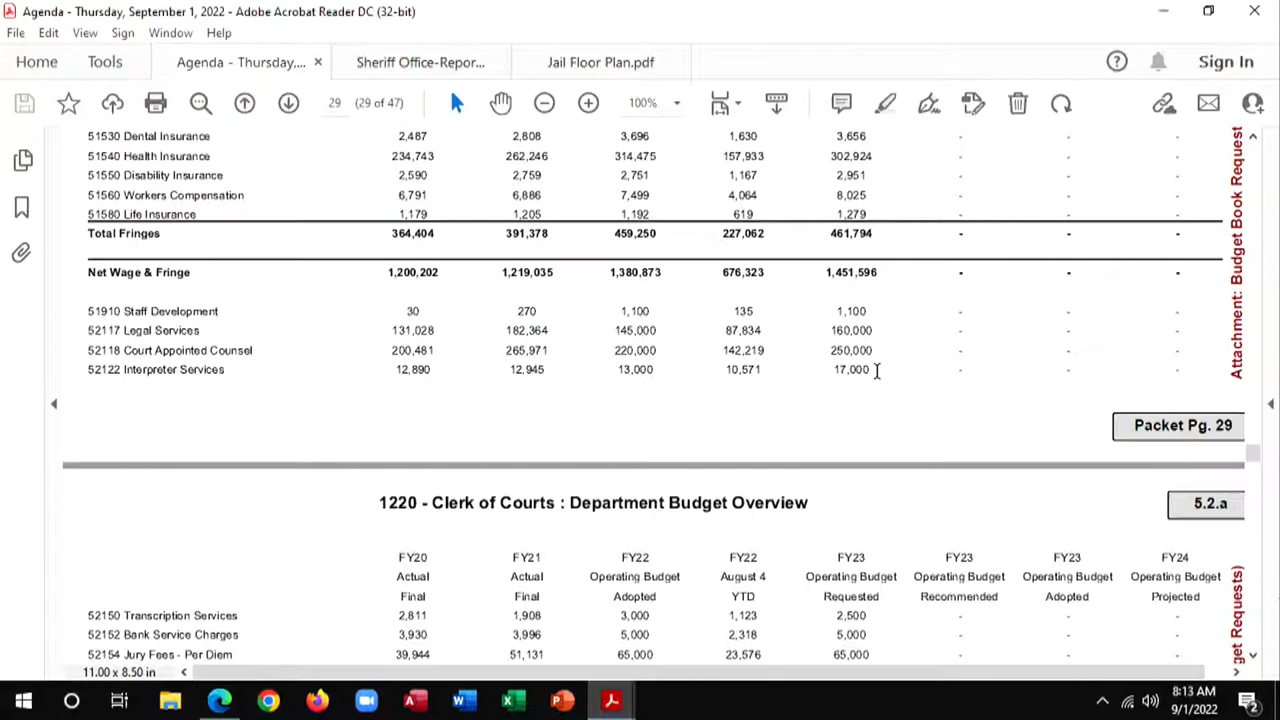 Agenda - Thursday, September 1, 2022 - Adobe Acrobat Reader DC (32-bit)
File Edit View Sign Window Help
Home Tools Agenda - Thursday,... × Sheriff Office-Repor... Jail Floor Plan.pdf Sign In
29 (29 of 47) 100%
51530 Dental Insurance 2,487 2,808 3,696 1,630 3,656 - - -
51540 Health Insurance 234,743 262,246 314,475 157,933 302,924 - - -
51550 Disability Insurance 2,590 2,759 2,751 1,167 2,951 - - -
51560 Workers Compensation 6,791 6,886 7,499 4,064 8,025 - - -
51580 Life Insurance 1,179 1,205 1,192 619 1,279 - - -
Total Fringes 364,404 391,378 459,250 227,062 461,794 - - -
Net Wage & Fringe 1,200,202 1,219,035 1,380,873 676,323 1,451,596 - - -
51910 Staff Development 30 270 1,100 135 1,100 - - -
52117 Legal Services 131,028 182,364 145,000 87,834 160,000 - - -
52118 Court Appointed Counsel 200,481 265,971 220,000 142,219 250,000 - - -
52122 Interpreter Services 12,890 12,945 13,000 10,571 17,000 - - -
Attachment: Budget Book Request
Packet Pg. 29
1220 - Clerk of Courts : Department Budget Overview
5.2.a
FY20 FY21 FY22 FY22 FY23 FY23 FY23 FY24
Actual Actual Operating Budget August 4 Operating Budget Operating Budget Operating Budget Operating Budget
Final Final Adopted YTD Requested Recommended Adopted Projected
52150 Transcription Services 2,811 1,908 3,000 1,123 2,500 - - -
52152 Bank Service Charges 3,930 3,996 5,000 2,318 5,000 - - -
52154 Jury Fees - Per Diem 39,944 51,131 65,000 23,576 65,000 - - -
get Requests)
11.00 x 8.50 in
8:13 AM
9/1/2022
2